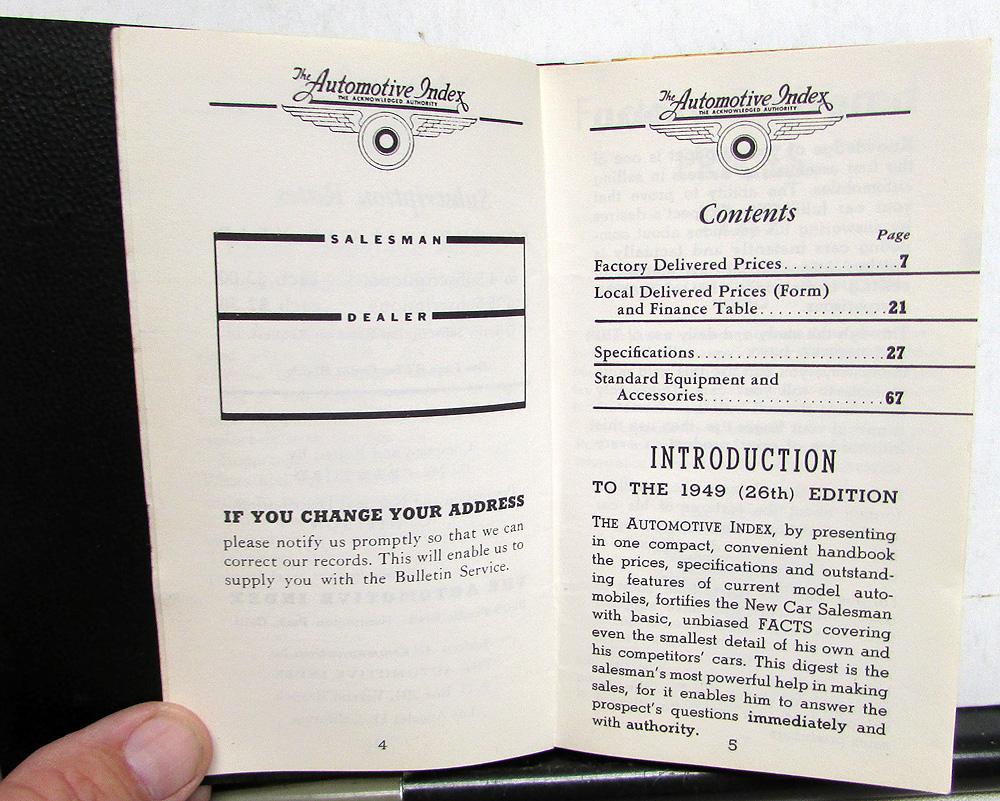 The Automotive Index
THE ACKNOWLEDGED AUTHORITY
SALESMAN
DEALER
IF YOU CHANGE YOUR ADDRESS
please notify us promptly so that we can
correct our records. This will enable us to
supply you with the Bulletin Service.
4
The Automotive Index
THE ACKNOWLEDGED AUTHORITY
Contents
Page
Factory Delivered Prices . . . . . . . . . . . . 7
Local Delivered Prices (Form)
and Finance Table . . . . . . . . . . . . . 21
Specifications . . . . . . . . . . . . . . . . . . . . 27
Standard Equipment and
Accessories . . . . . . . . . . . . . . . . . . 67
INTRODUCTION
TO THE 1949 (26th) EDITION
THE AUTOMOTIVE INDEX, by presenting
in one compact, convenient handbook
the prices, specifications and outstand-
ing features of current model auto-
mobiles, fortifies the New Car Salesman
with basic, unbiased FACTS covering
even the smallest detail of his own and
his competitors' cars. This digest is the
salesman's most powerful help in making
sales, for it enables him to answer the
prospect's questions immediately and
with authority.
5